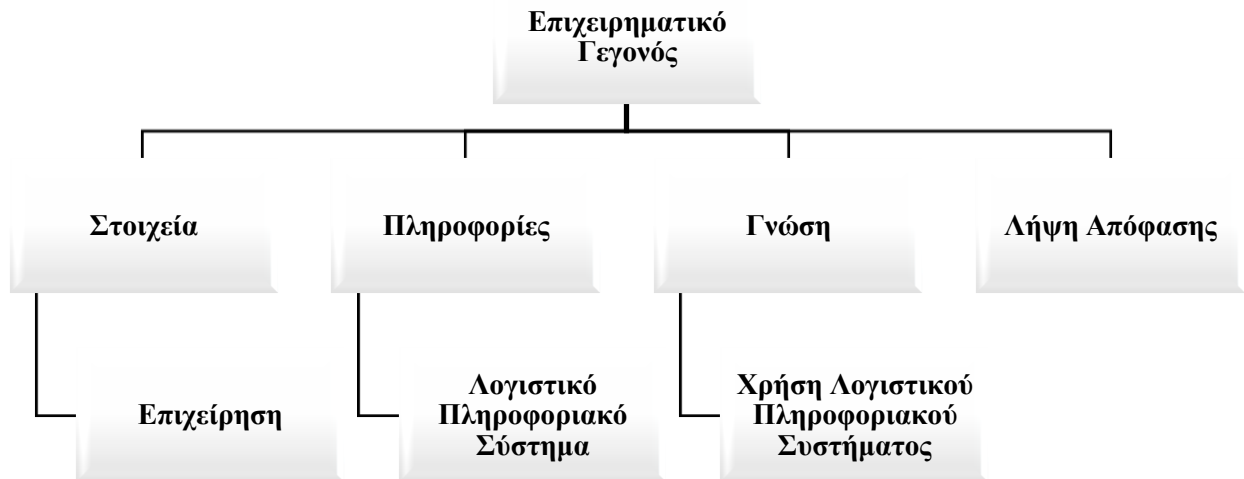 Επιχειρηματικό
Γεγονός
Στοιχεία
Πληροφορίες
Γνώση
Λήψη Απόφασης
Επιχείρηση
Λογιστικό
Πληροφοριακό
Σύστημα
Χρήση Λογιστικού
Πληροφοριακού
Συστήματος